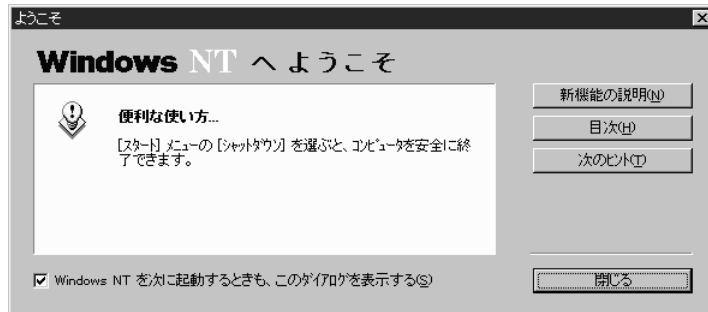 ようこそ
Windows NT へようこそ
便利な使い方...
[スタート] メニューの [シャットダウン] を選ぶと、コンピュータを安全に終
了できます。
新機能の説明(N)
目次(H)
次のヒント(T)
Windows NT を次に起動するときも、このダイアログを表示する(S)
閉じる